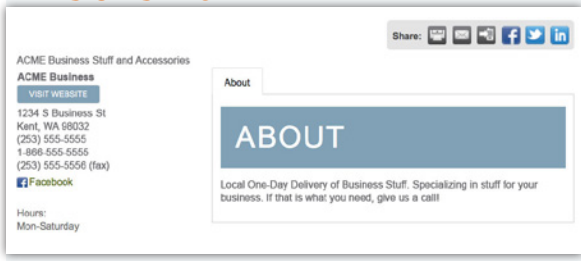 Share:
ACME Business Stuff and Accessories
ACME Business
VISIT WEBSITE
1234 S Business St
Kent, WA 98032
(253) 555-5555
1-866-555-5555
(253) 555-5556 (fax)
Facebook
Hours:
Mon-Saturday
About
ABOUT
Local One-Day Delivery of Business Stuff. Specializing in stuff for your
business. If that is what you need, give us a call!